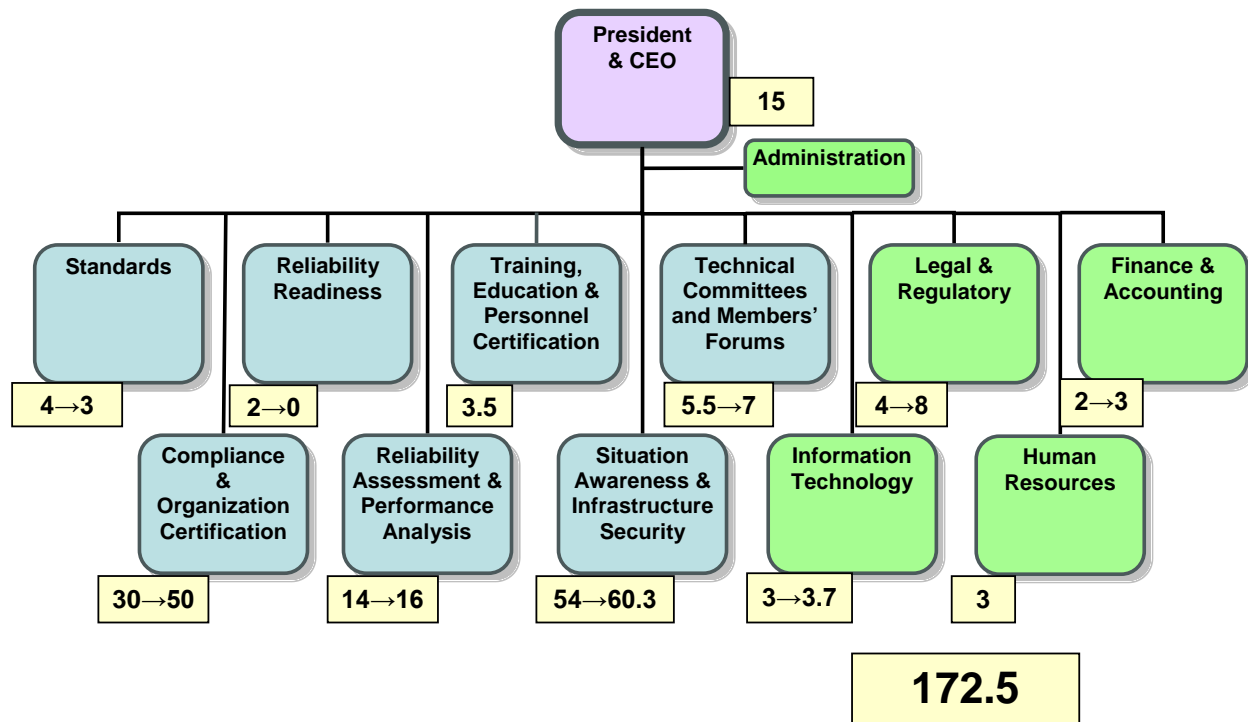 President
& CEO
15
Administration
Standards
4→3
Reliability
Readiness
2→0
Training,
Education &
Personnel
Certification
3.5
Technical
Committees
and Members’
Forums
5.5→7
Legal &
Regulatory
4→8
Finance &
Accounting
2→3
Compliance
&
Organization
Certification
30→50
Reliability
Assessment &
Performance
Analysis
14→16
Situation
Awareness &
Infrastructure
Security
54→60.3
Information
Technology
3→3.7
Human
Resources
3
172.5